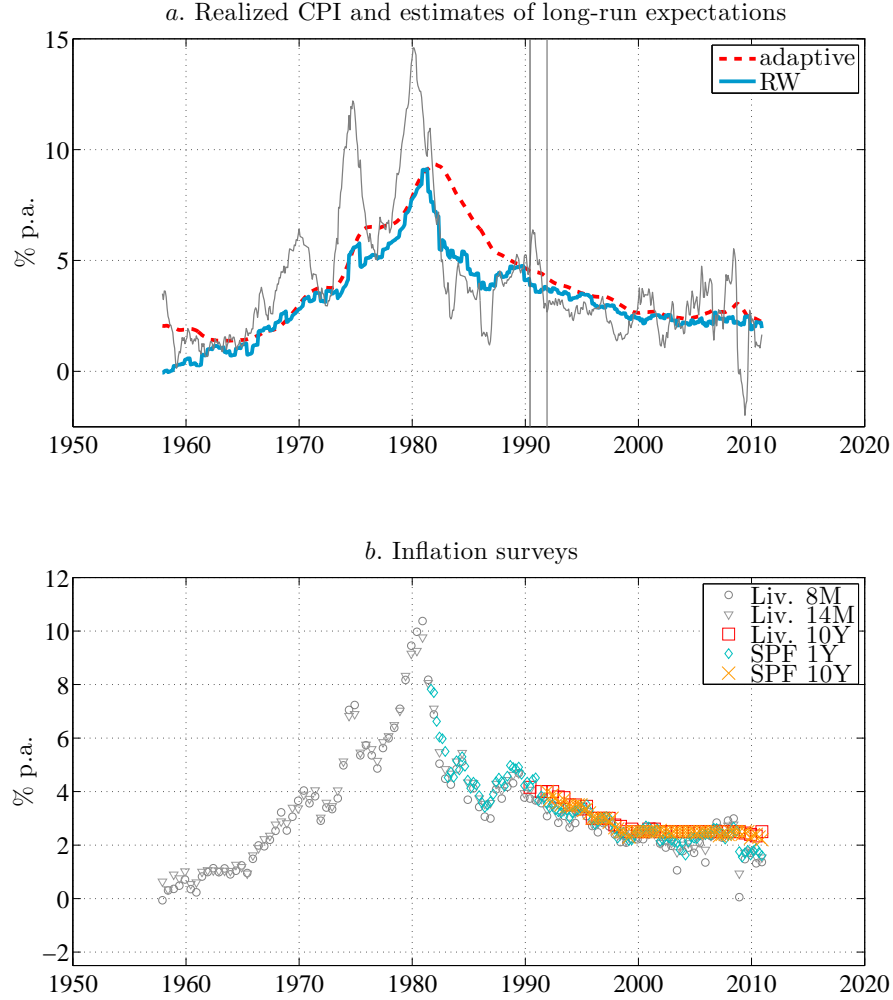 a. Realized CPI and estimates of long-run expectations
15
10
5
0
% p.a.
adaptive
RW
1950 1960 1970 1980 1990 2000 2010 2020
b. Inflation surveys
12
10
8
6
4
2
0
−2
% p.a.
Liv. 8M
Liv. 14M
Liv. 10Y
SPF 1Y
SPF 10Y
1950 1960 1970 1980 1990 2000 2010 2020